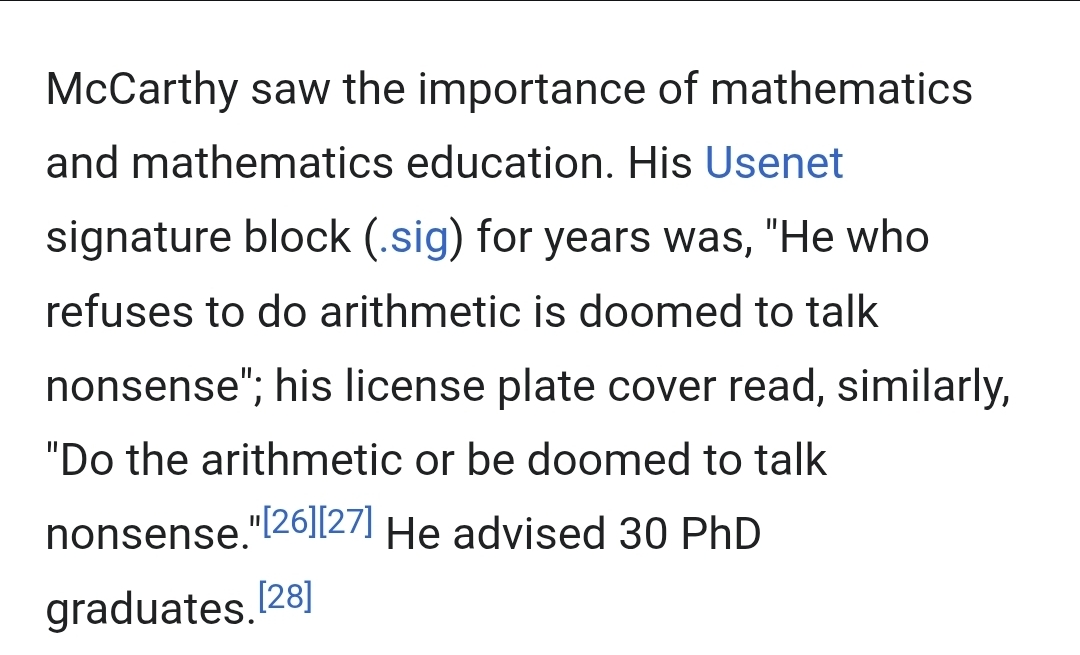 McCarthy saw the importance of mathematics
and mathematics education. His Usenet
signature block (.sig) for years was, "He who
refuses to do arithmetic is doomed to talk
nonsense"; his license plate cover read, similarly,
"Do the arithmetic or be doomed to talk
nonsense."[26][27] He advised 30 PhD
graduates.[28]